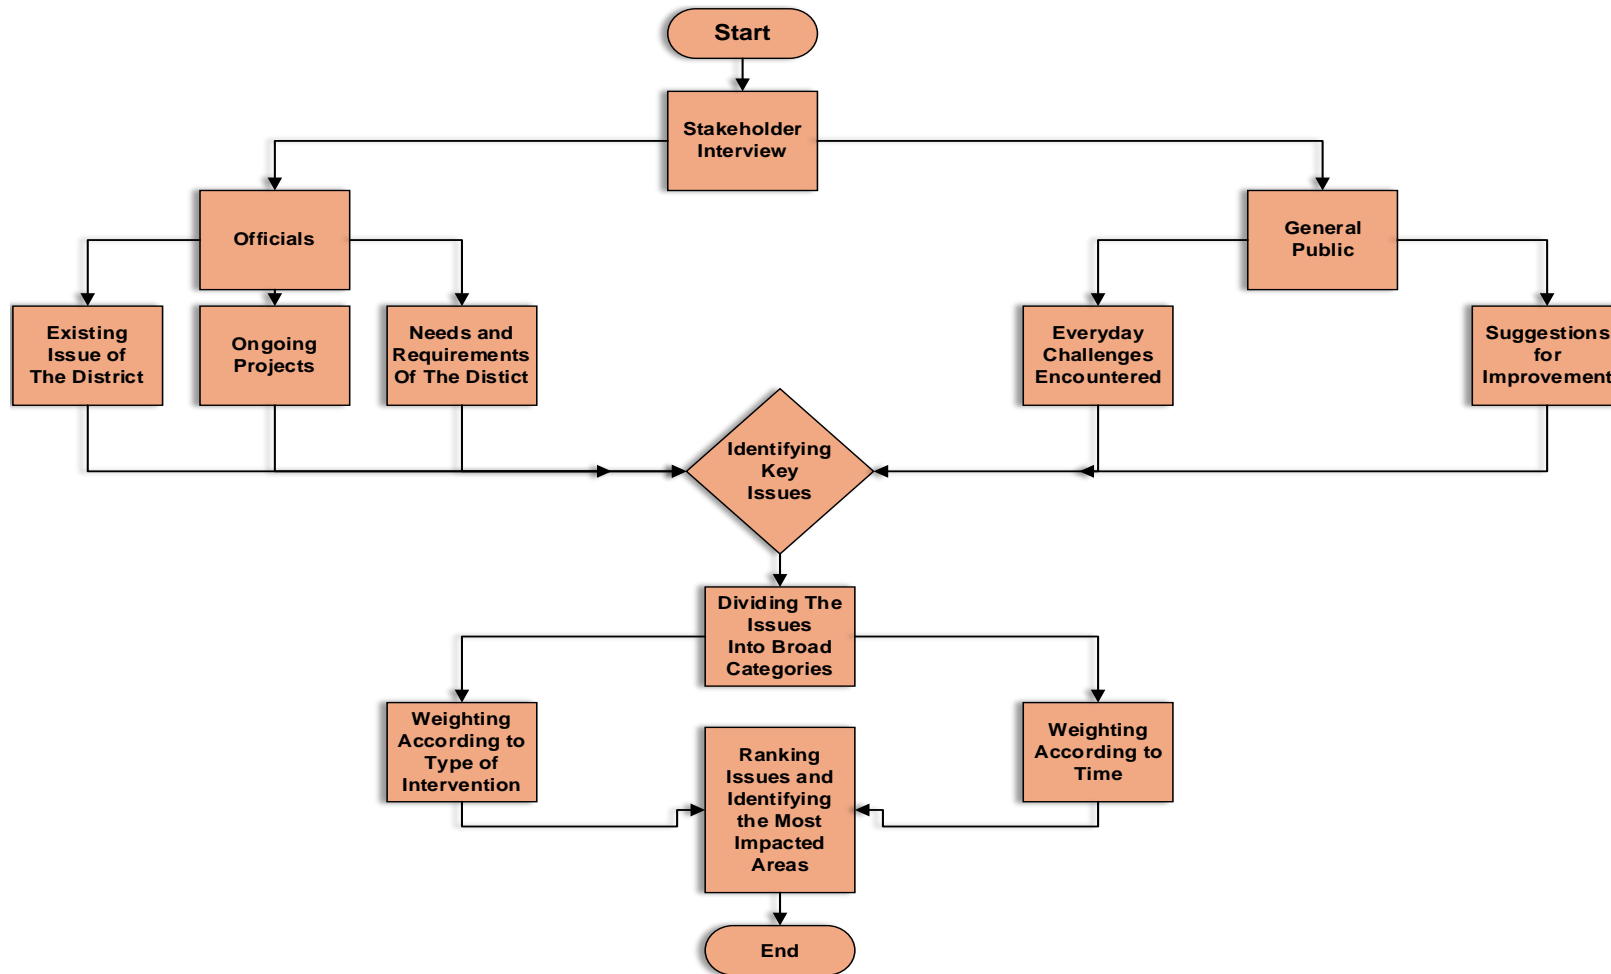 Start
Stakeholder
Interview
Officials
General
Public
Existing
Issue of
The District
Ongoing
Projects
Needs and
Requirements
Of The Distict
Everyday
Challenges
Encountered
Suggestions
for
Improvement
Identifying
Key
Issues
Dividing The
Issues
Into Broad
Categories
Weighting
According to
Type of
Intervention
Ranking
Issues and
Identifying
the Most
Impacted
Areas
Weighting
According to
Time
End